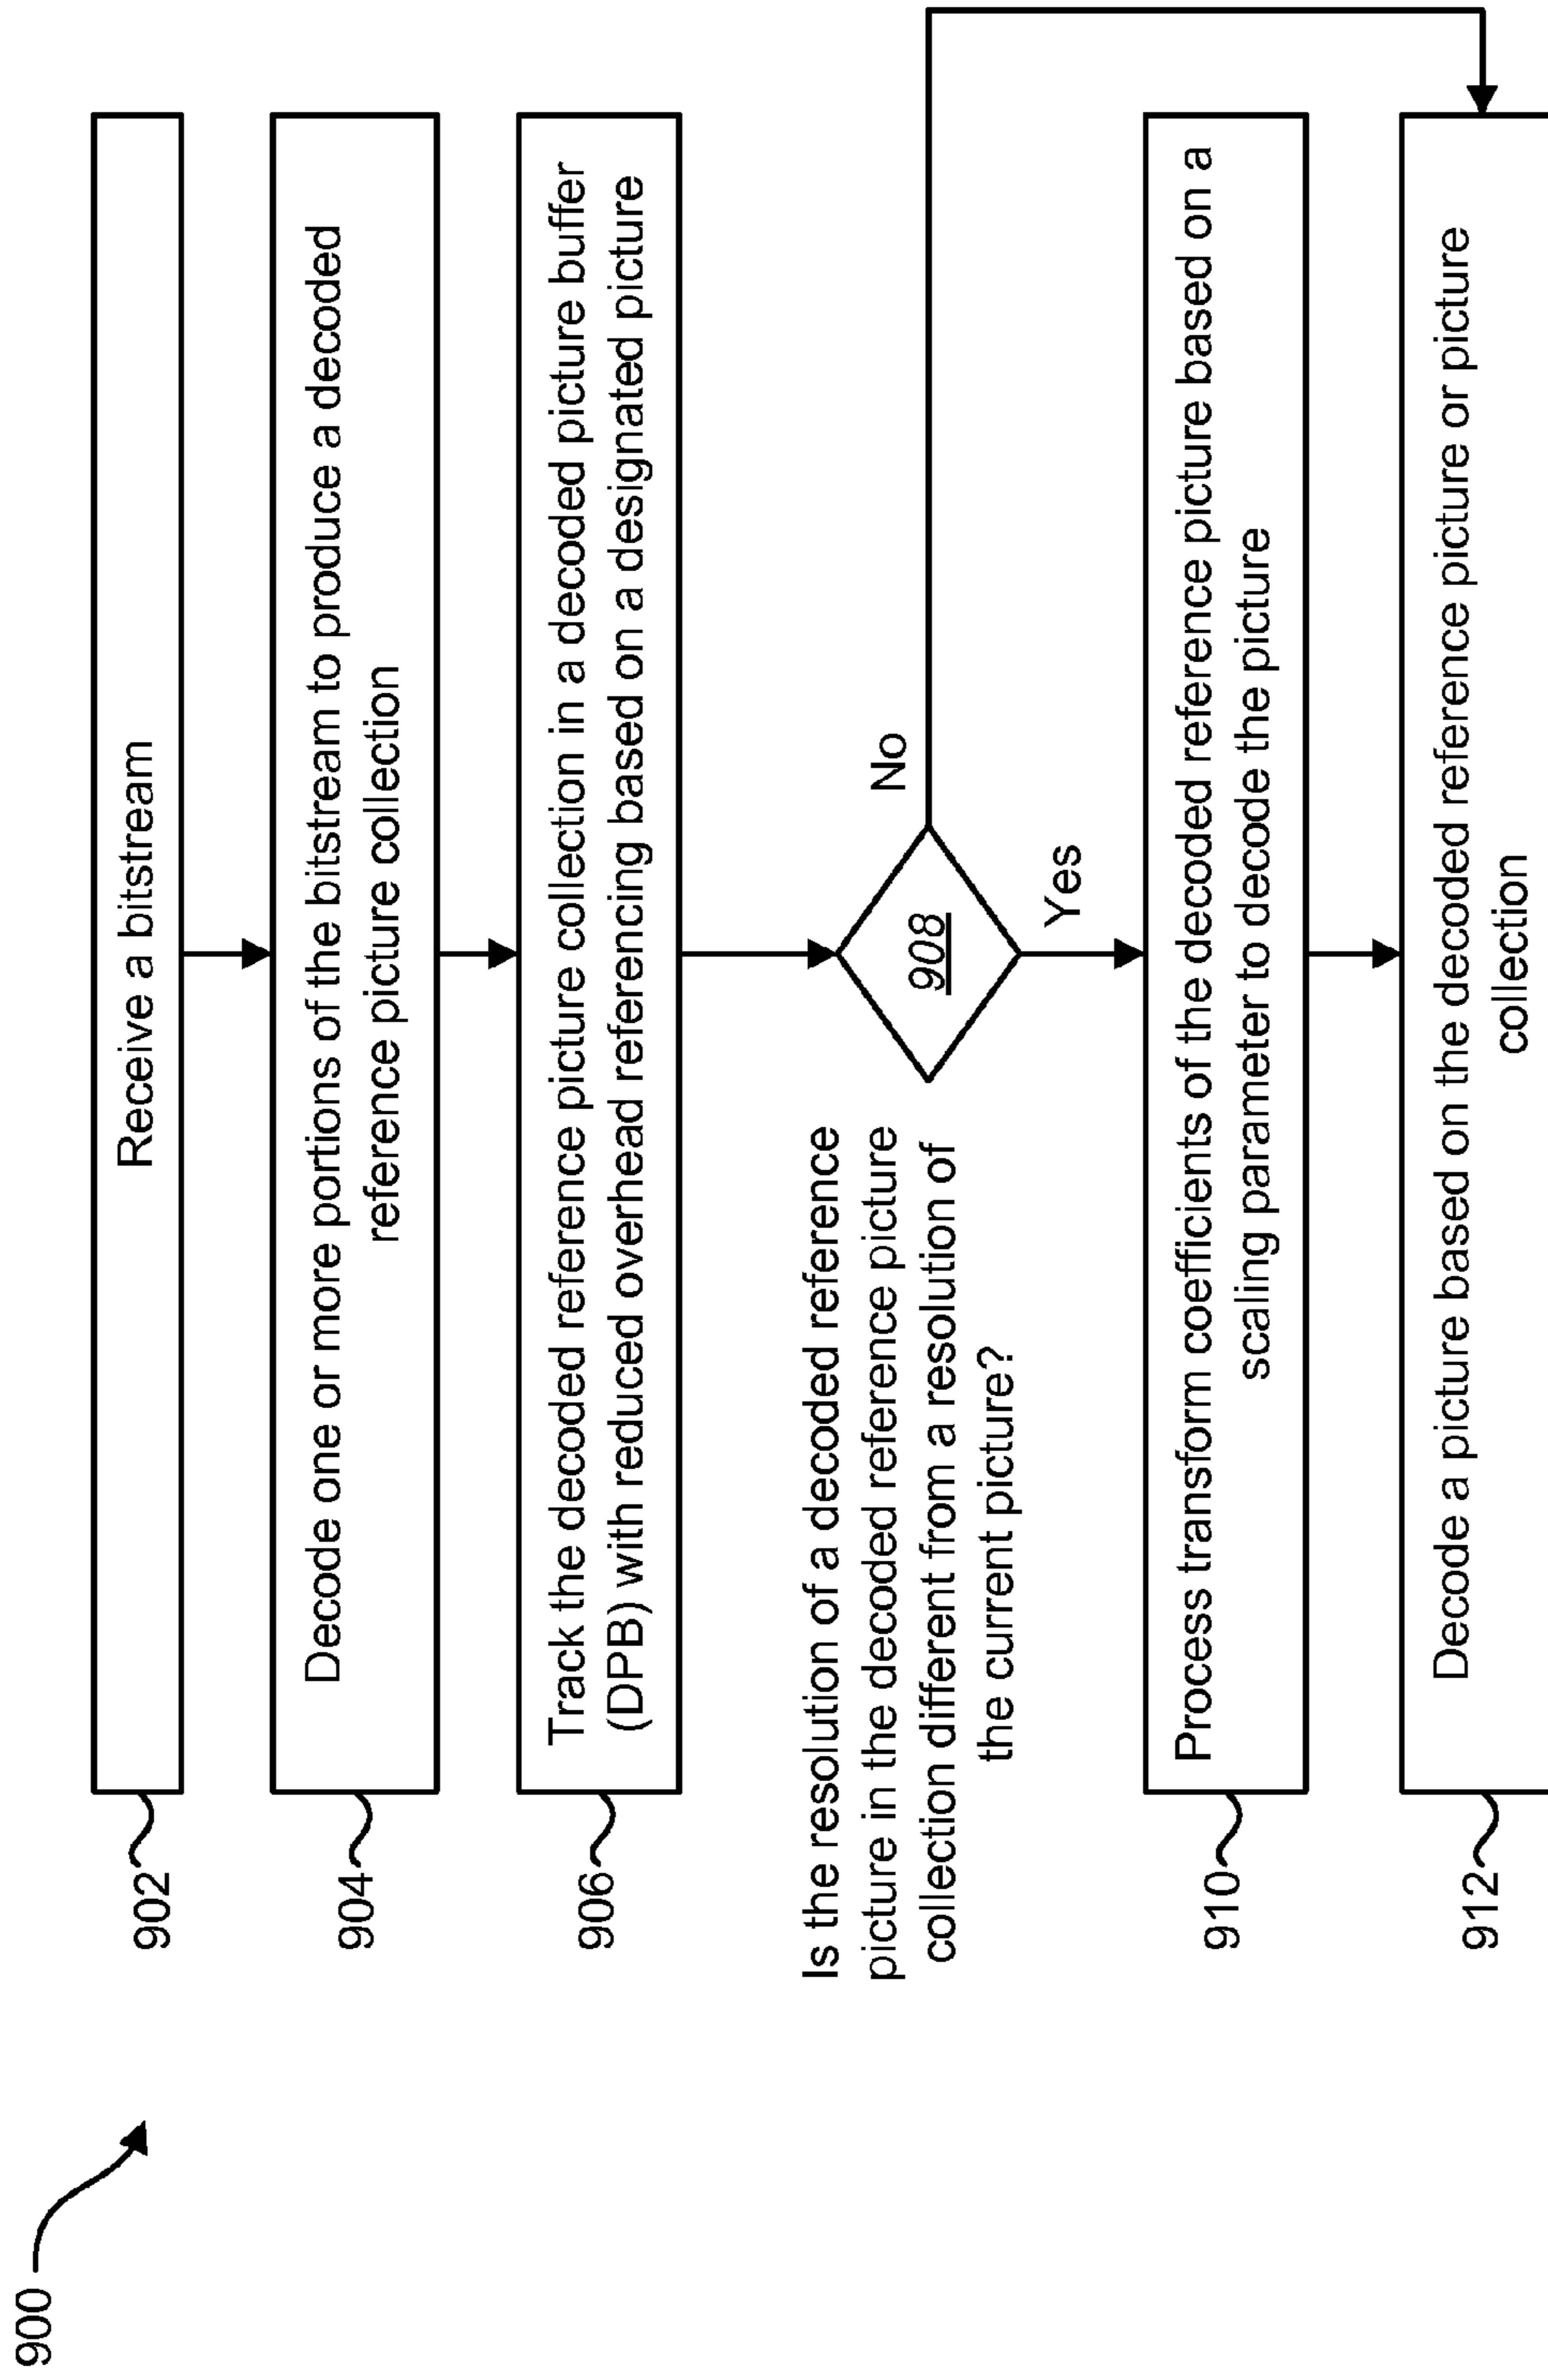 900
902
Receive a bitstream
904
Decode one or more portions of the bitstream to produce a decoded
reference picture collection
906
Track the decoded reference picture collection in a decoded picture buffer
(DPB) with reduced overhead referencing based on a designated picture
Is the resolution of a decoded reference
picture in the decoded reference picture
collection different from a resolution of
the current picture?
908
No
Yes
910
Process transform coefficients of the decoded reference picture based on a
scaling parameter to decode the picture
912
Decode a picture based on the decoded reference picture or picture
collection